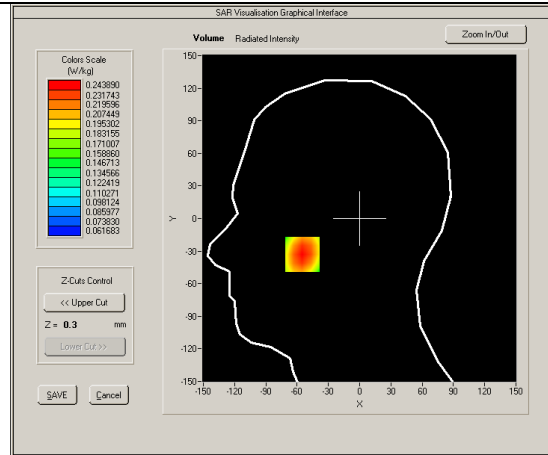 SAR Visualisation Graphical Interface
Volume Radiated Intensity
Zoom In/Out
Colors Scale
(W/kg)
0.243890
0.231743
0.219596
0.207449
0.195302
0.183155
0.171007
0.158860
0.146713
0.134566
0.122419
0.110271
0.098124
0.085977
0.073830
0.061683
Z-Cuts Control
<< Upper Cut
Z = 0.3 mm
Lower Cut >>
SAVE Cancel
150
120
90
60
30
0
-30
-60
-90
-120
-150
Y
-150 -120 -90 -60 -30 0 30 60 90 120 150
X